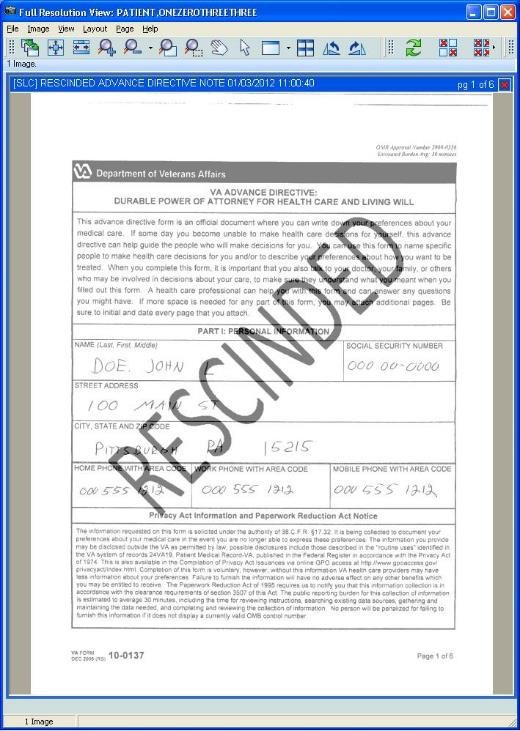 Full Resolution View: PATIENT,ONEZEROTHREETHREE
File Image View Layout Page Help
1 Image.
[SLC] RESCINDED ADVANCE DIRECTIVE NOTE 01/03/2012 11:00:40 pg 1 of 6
OMB Approval Number 2900-0556
Estimated Burden Avg: 30 minutes
VA Department of Veterans Affairs
VA ADVANCE DIRECTIVE:
DURABLE POWER OF ATTORNEY FOR HEALTH CARE AND LIVING WILL
This advance directive form is an official document where you can write down your preferences about your
medical care. If some day you become unable to make health care decisions for yourself, this advance
directive can help guide the people who will make decisions for you. You can use this form to name specific
people to make health care decisions for you and/or to describe your preferences about how you want to be
treated. When you complete this form, it is important that you also talk to your doctor, your family, or others
who may be involved in decisions about your care, to make sure they understand what you meant when you
filled out this form. A health care professional can help you with this form and can answer any questions
you might have. If more space is needed for any part of this form, you may attach additional pages. Be
sure to initial and date every page that you attach.
RESCINDED
PART I: PERSONAL INFORMATION
NAME (Last, First, Middle) SOCIAL SECURITY NUMBER
DOE, JOHN E 000 00-0000
STREET ADDRESS
100 MAIN ST
CITY, STATE AND ZIP CODE
PITTSBURGH PA 15215
HOME PHONE WITH AREA CODE WORK PHONE WITH AREA CODE MOBILE PHONE WITH AREA CODE
000 555 1212 000 555 1212 000 555 1212
Privacy Act Information and Paperwork Reduction Act Notice
The information requested on this form is solicited under the authority of 38 C.F.R. §17.32. It is being collected to document your
preferences about your medical care in the event you are no longer able to express these preferences. The information you provide
may be disclosed outside the VA as permitted by law; possible disclosures include those described in the "routine uses" identified in
the VA system of records 24VA19, Patient Medical Record-VA, published in the Federal Register in accordance with the Privacy Act
of 1974. This is also available in the Compilation of Privacy Act Issuances via online GPO access at http://www.gpoaccess.gov/
privacyact/index.html. Completion of this form is voluntary; however, without this information VA health care providers may have
less information about your preferences. Failure to furnish the information will have no adverse effect on any other benefits which
you may be entitled to receive. The Paperwork Reduction Act of 1995 requires us to notify you that this information collection is in
accordance with the clearance requirements of section 3507 of this Act. The public reporting burden for this collection of information
is estimated to average 30 minutes, including the time for reviewing instructions, searching existing data sources, gathering and
maintaining the data needed, and completing and reviewing the collection of information. No person will be penalized for failing to
furnish this information if it does not display a currently valid OMB control number.
VA FORM
DEC 2006 (RS) 10-0137 Page 1 of 6
1 Image